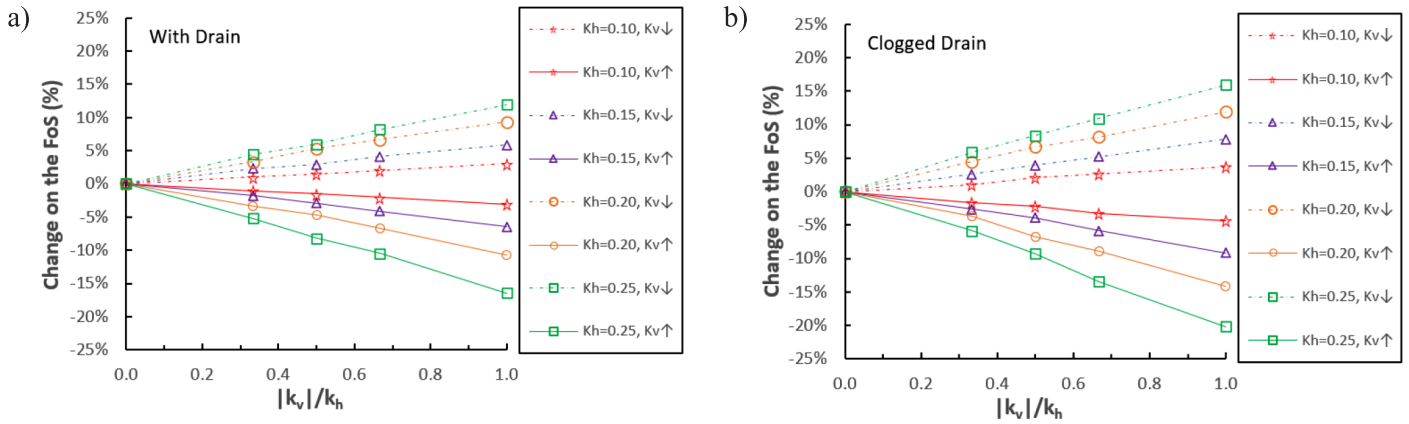 a)
With Drain
Change on the FoS (%)
25%
20%
15%
10%
5%
0%
-5%
-10%
-15%
-20%
-25%
0.0
0.2
0.4
0.6
0.8
1.0
|kv|/kh
Kh=0.10, Kv↓
Kh=0.10, Kv↑
Kh=0.15, Kv↓
Kh=0.15, Kv↑
Kh=0.20, Kv↓
Kh=0.20, Kv↑
Kh=0.25, Kv↓
Kh=0.25, Kv↑
b)
Clogged Drain
Change on the FoS (%)
25%
20%
15%
10%
5%
0%
-5%
-10%
-15%
-20%
-25%
0.0
0.2
0.4
0.6
0.8
1.0
|kv|/kh
Kh=0.10, Kv↓
Kh=0.10, Kv↑
Kh=0.15, Kv↓
Kh=0.15, Kv↑
Kh=0.20, Kv↓
Kh=0.20, Kv↑
Kh=0.25, Kv↓
Kh=0.25, Kv↑